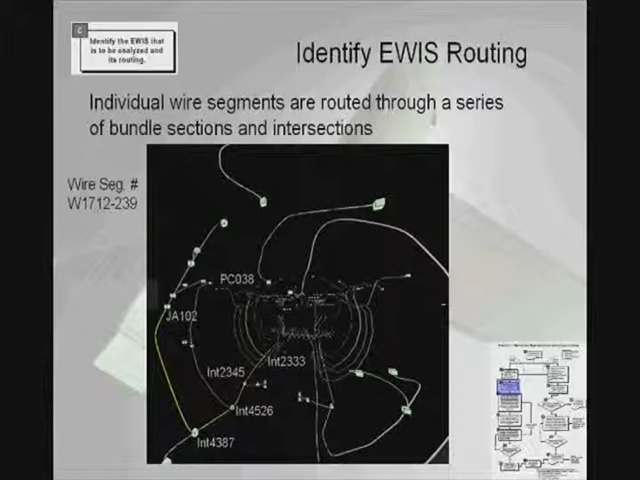 C
Identify the EWIS that
is to be analyzed and
its routing.
Identify EWIS Routing
Individual wire segments are routed through a series
of bundle sections and intersections
Wire Seg. #
W1712-239
PC038
JA102
Int2333
Int2345
Int4526
Int4387